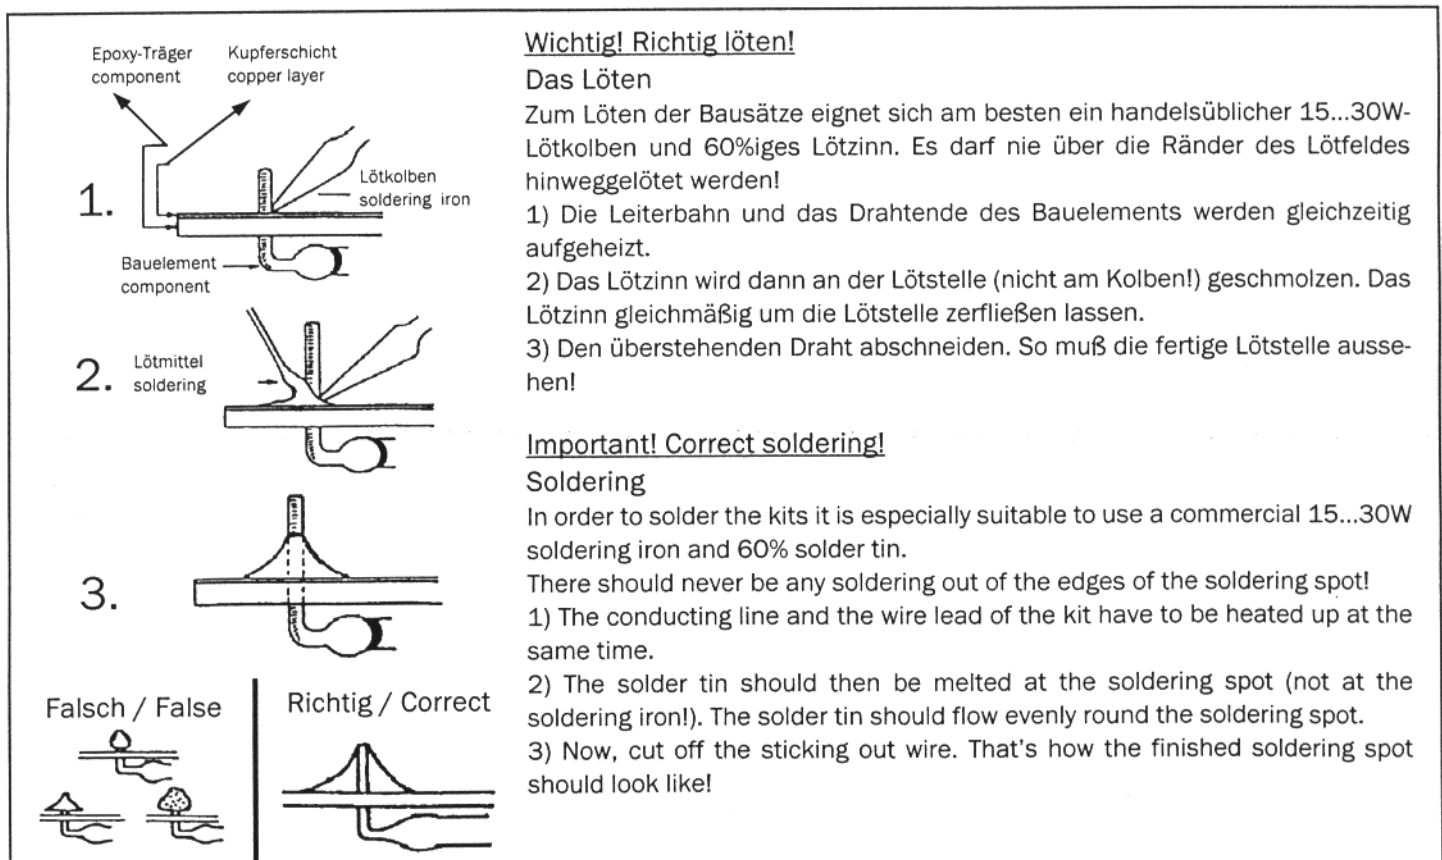 Epoxy-Träger
component
Kupferschicht
copper layer
1.
Lötkolben
soldering iron
Bauelement
component
2.
Lötmittel
soldering
3.
Falsch / False
Richtig / Correct
Wichtig! Richtig löten!
Das Löten
Zum Löten der Bausätze eignet sich am besten ein handelsüblicher 15...30W-
Lötkolben und 60%iges Lötzinn. Es darf nie über die Ränder des Lötfeldes
hinweggelötet werden!
1) Die Leiterbahn und das Drahtende des Bauelements werden gleichzeitig
aufgeheizt.
2) Das Lötzinn wird dann an der Lötstelle (nicht am Kolben!) geschmolzen. Das
Lötzinn gleichmäßig um die Lötstelle zerfließen lassen.
3) Den überstehenden Draht abschneiden. So muß die fertige Lötstelle ausse-
hen!
Important! Correct soldering!
Soldering
In order to solder the kits it is especially suitable to use a commercial 15...30W
soldering iron and 60% solder tin.
There should never be any soldering out of the edges of the soldering spot!
1) The conducting line and the wire lead of the kit have to be heated up at the
same time.
2) The solder tin should then be melted at the soldering spot (not at the
soldering iron!). The solder tin should flow evenly round the soldering spot.
3) Now, cut off the sticking out wire. That's how the finished soldering spot
should look like!